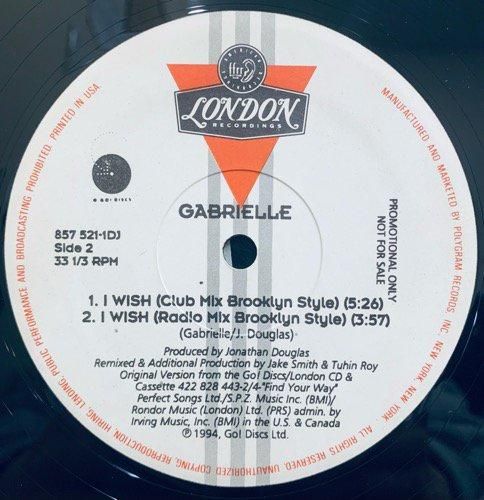 ffrr
LONDON
RECORDINGS
GO! DISCS
GABRIELLE
857 521-1DJ
Side 2
33 1/3 RPM
PROMOTIONAL ONLY
NOT FOR SALE
1. I WISH (Club Mix Brooklyn Style) (5:26)
2. I WISH (Radio Mix Brooklyn Style) (3:57)
(Gabrielle/J. Douglas)
Produced by Jonathan Douglas
Remixed & Additional Production by Jake Smith & Tuhin Roy
Original Version from the Go! Discs/London CD &
Cassette 422 828 443-2/4-"Find Your Way"
Perfect Songs Ltd./S.P.Z. Music Inc. (BMI)/
Rondor Music (London) Ltd. (PRS) admin. by
Irving Music, Inc. (BMI) in the U.S. & Canada
℗ 1994, Go! Discs Ltd.
MANUFACTURED AND MARKETED BY POLYGRAM RECORDS, INC. NEW YORK, NEW YORK.
ALL RIGHTS RESERVED. UNAUTHORIZED COPYING, REPRODUCTION, HIRING, LENDING, PUBLIC PERFORMANCE AND BROADCASTING PROHIBITED. PRINTED IN USA.